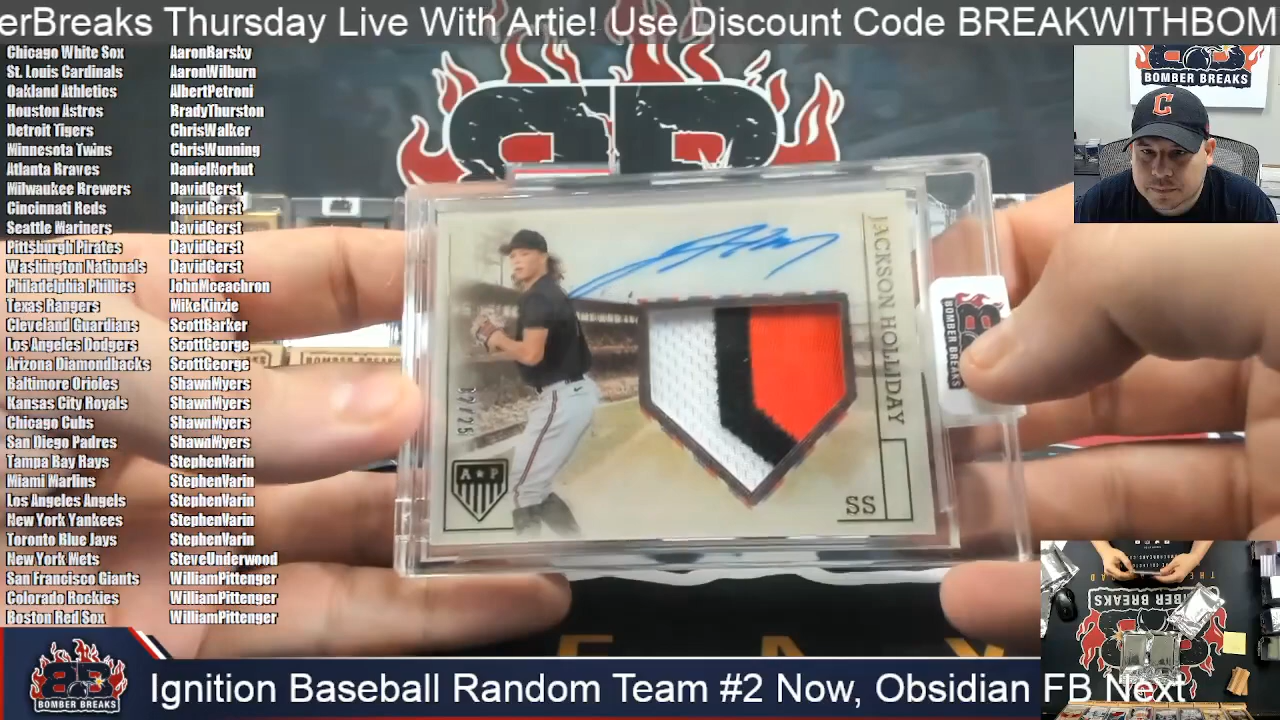 erBreaks Thursday Live With Artie! Use Discount Code BREAKWITHBOM
Chicago White Sox AaronRarsky
St. Louis Cardinals AaronWilburn
Oakland Athletics AlbertPetroni
Houston Astros BradyThurston
Detroit Tigers ChrisWalker
Minnesota Twins ChrisWunning
Atlanta Braves DanielNorbut
Milwaukee Brewers DavidGerst
Cincinnati Reds DavidGerst
Seattle Mariners DavidGerst
Pittsburgh Pirates DavidGerst
Washington Nationals DavidGerst
Philadelphia Phillies JohnMceachron
Texas Rangers MikeKinzie
Cleveland Guardians ScottBarker
Los Angeles Dodgers ScottGeorge
Arizona Diamondbacks ScottGeorge
Baltimore Orioles ShawnMyers
Kansas City Royals ShawnMyers
Chicago Cubs ShawnMyers
San Diego Padres ShawnMyers
Tampa Bay Rays StephenVarin
Miami Marlins StephenVarin
Los Angeles Angels StephenVarin
New York Yankees StephenVarin
Toronto Blue Jays StephenVarin
New York Mets SteveUnderwood
San Francisco Giants WilliamPittenger
Colorado Rockies WilliamPittenger
Boston Red Sox WilliamPittenger
BOMBER BREAKS
C
JACKSON HOLLIDAY
SS
A P
BOMBER BREAKS
BOMBER BREAKS
BOMBER BREAKS
BOMBER BREAKS
Ignition Baseball Random Team #2 Now, Obsidian FB Next